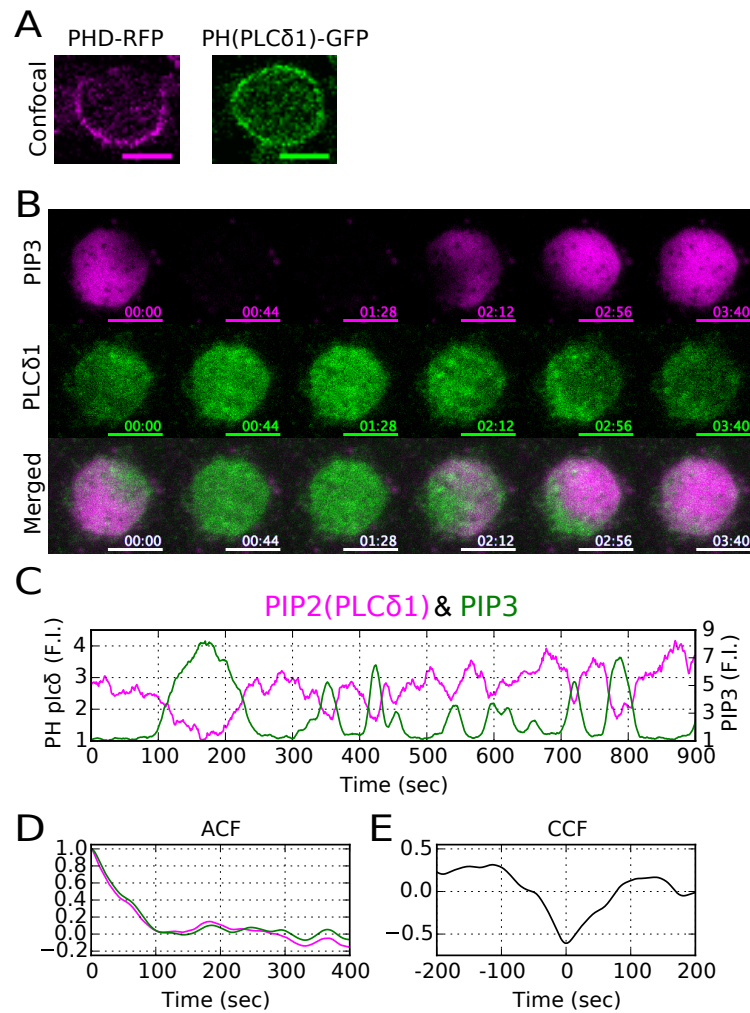 A
PHD-RFP PH(PLCδ1)-GFP
Confocal
B
PIP3
00:00 00:44 01:28 02:12 02:56 03:40
PLCδ1
00:00 00:44 01:28 02:12 02:56 03:40
Merged
00:00 00:44 01:28 02:12 02:56 03:40
C
PIP2(PLCδ1) & PIP3
PH plcδ (F.I.)
4
3
2
1
9
7
5
3
1
PIP3 (F.I.)
0 100 200 300 400 500 600 700 800 900
Time (sec)
D
ACF
1.0
0.8
0.6
0.4
0.2
0.0
−0.2
0 100 200 300 400
Time (sec)
E
CCF
0.5
0.0
−0.5
-200 -100 0 100 200
Time (sec)